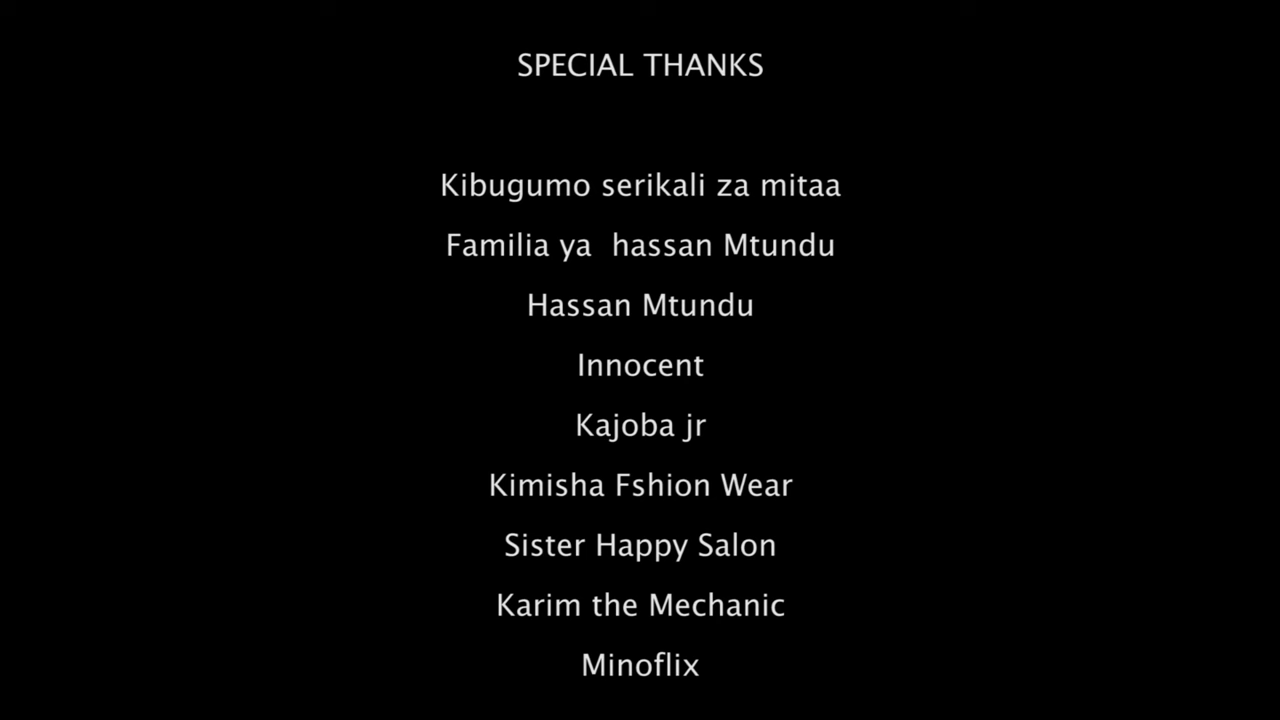 SPECIAL THANKS
Kibugumo serikali za mitaa
Familia ya  hassan Mtundu
Hassan Mtundu
Innocent
Kajoba jr
Kimisha Fshion Wear
Sister Happy Salon
Karim the Mechanic
Minoflix